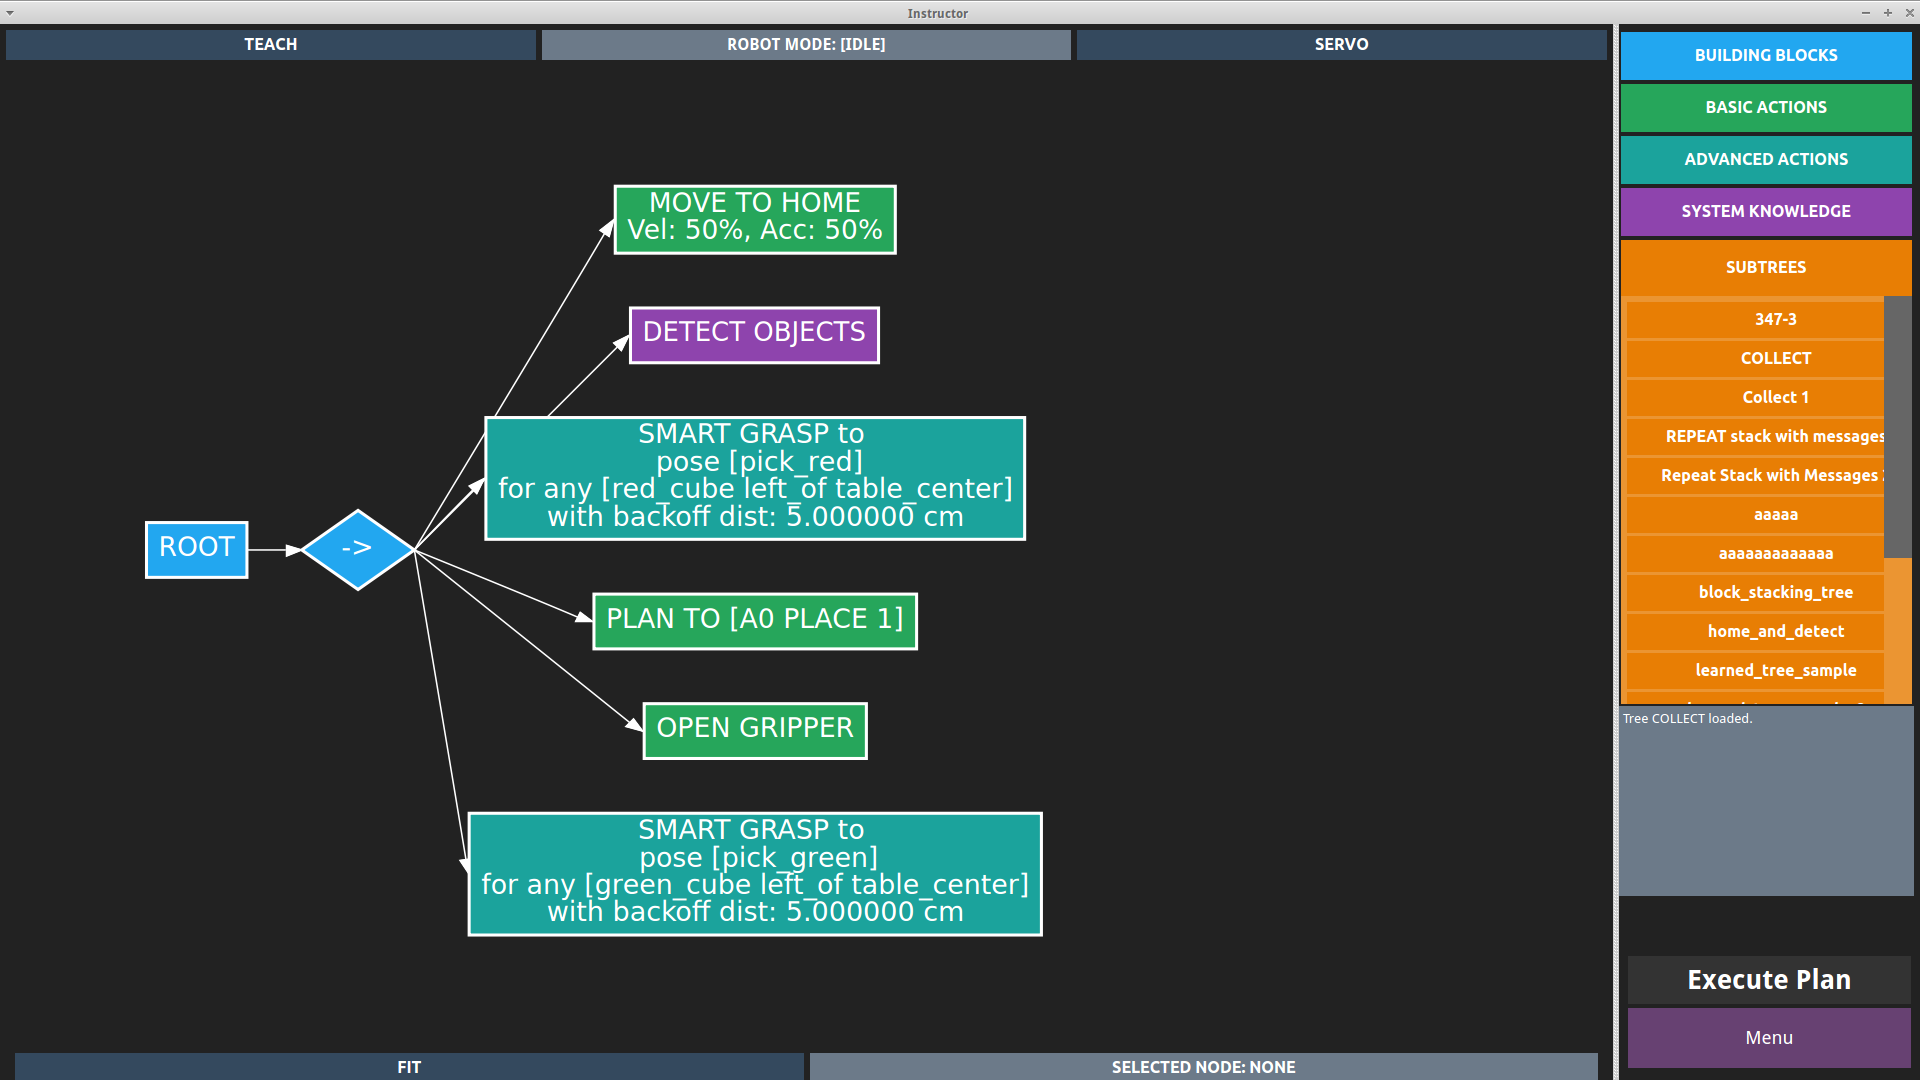 Instructor
TEACH
ROBOT MODE: [IDLE]
SERVO
MOVE TO HOME
Vel: 50%, Acc: 50%
DETECT OBJECTS
SMART GRASP to
pose [pick_red]
for any [red_cube left_of table_center]
with backoff dist: 5.000000 cm
ROOT
->
PLAN TO [A0 PLACE 1]
OPEN GRIPPER
SMART GRASP to
pose [pick_green]
for any [green_cube left_of table_center]
with backoff dist: 5.000000 cm
FIT
SELECTED NODE: NONE
BUILDING BLOCKS
BASIC ACTIONS
ADVANCED ACTIONS
SYSTEM KNOWLEDGE
SUBTREES
347-3
COLLECT
Collect 1
REPEAT stack with messages
Repeat Stack with Messages
aaaaa
aaaaaaaaaaaaa
block_stacking_tree
home_and_detect
learned_tree_sample
Tree COLLECT loaded.
Execute Plan
Menu